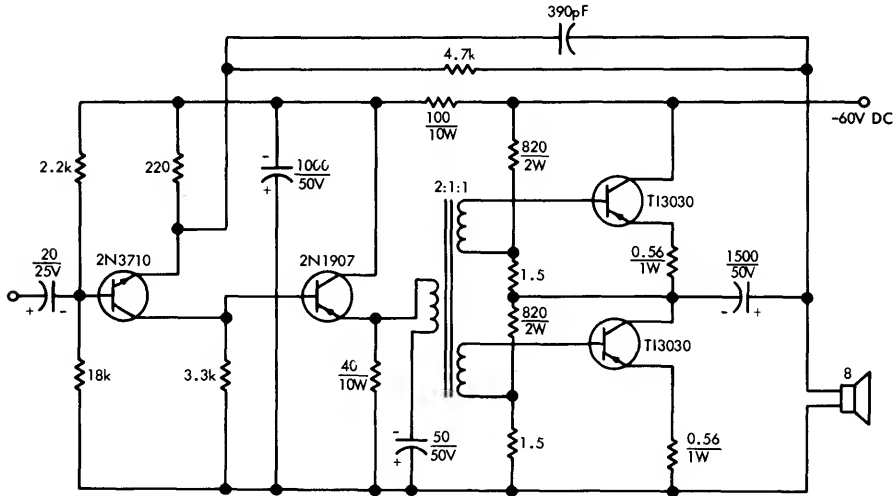 390pF
4.7k
-60V DC
100
10W
2.2k
220
-
1000
50V
+
820
2W
2:1:1
TI3030
20
25V
+
-
2N3710
2N1907
0.56
1W
1500
50V
-
+
1.5
820
2W
TI3030
8
18k
3.3k
40
10W
-
50
50V
+
1.5
0.56
1W